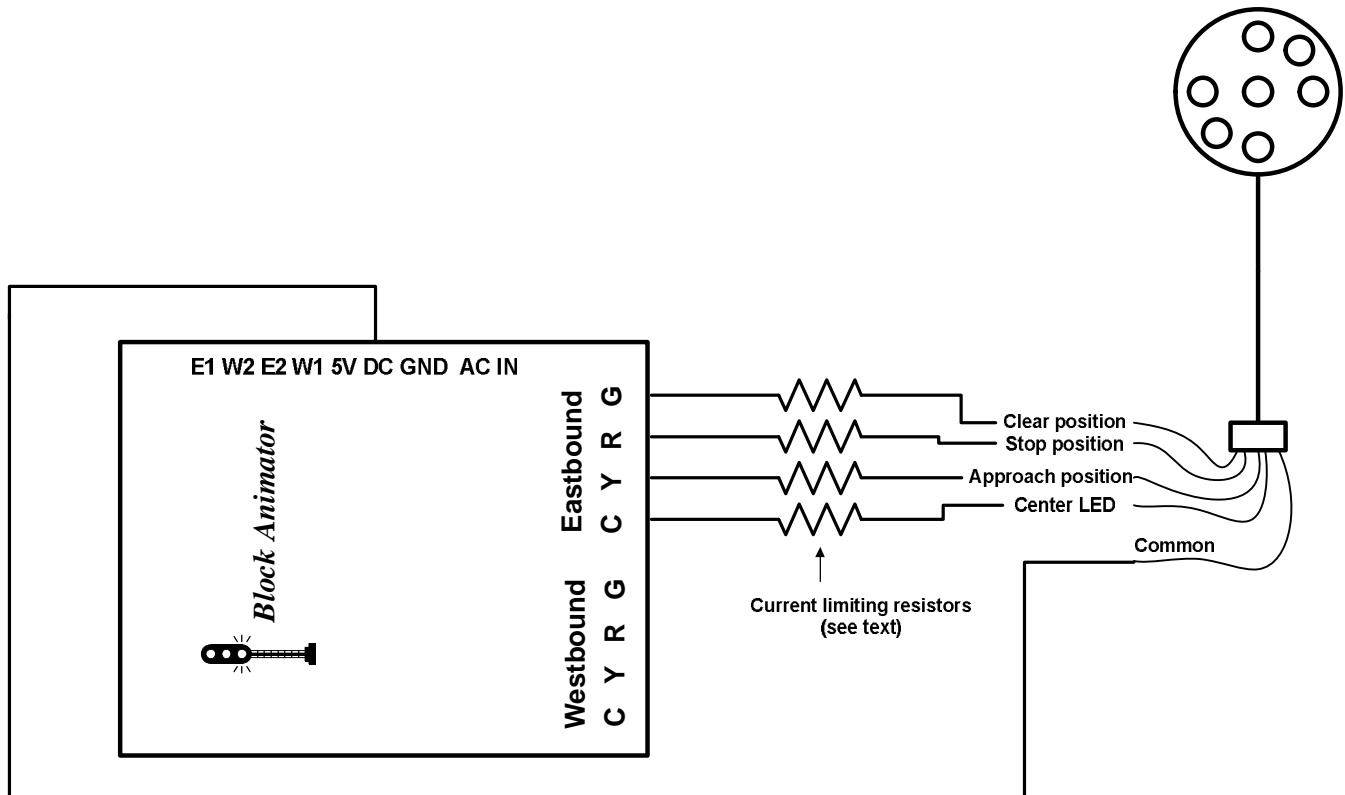 E1 W2 E2 W1 5V DC GND AC IN
Block Animator
Eastbound
G
R
Y
C
Westbound
G
R
Y
C
Clear position
Stop position
Approach position
Center LED
Common
Current limiting resistors
(see text)